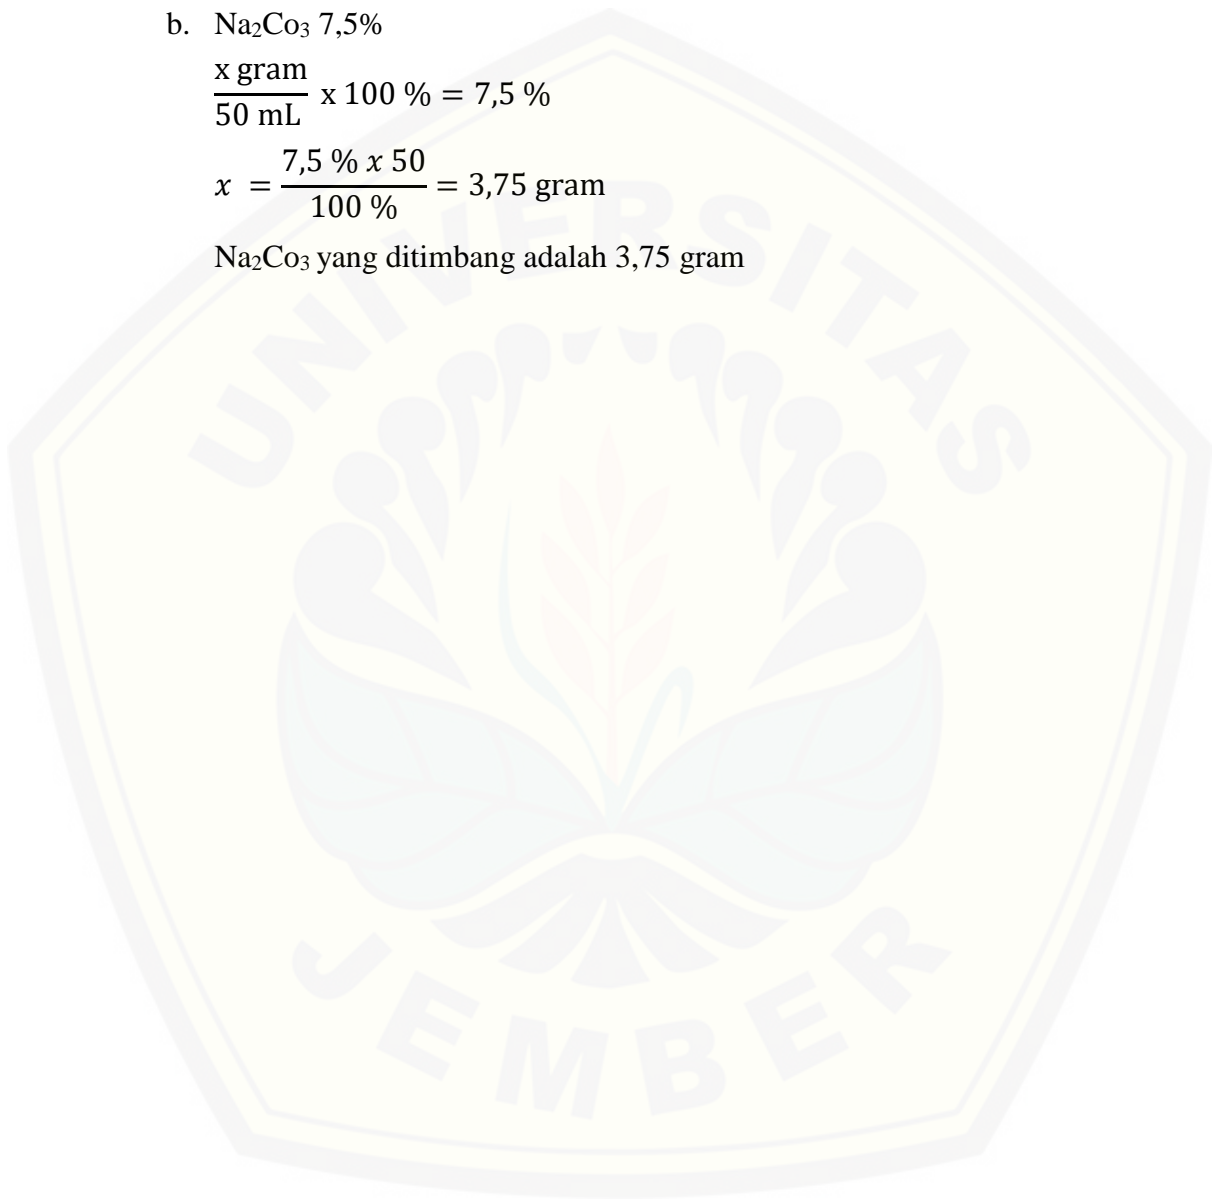 b. Na₂Co₃ 7,5%
x gram
50 mL x 100 % = 7,5 %
x = 7,5 % x 50
100 % = 3,75 gram
Na₂Co₃ yang ditimbang adalah 3,75 gram
UNIVERSITAS
JEMBER